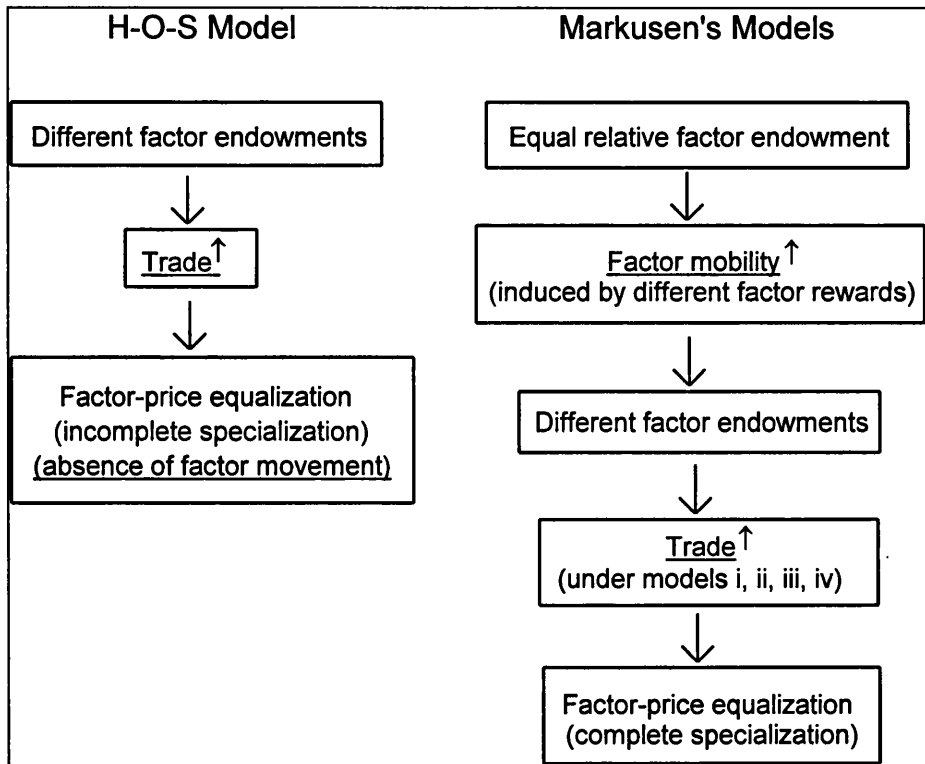 H-O-S Model
Different factor endowments
Trade↑
Factor-price equalization
(incomplete specialization)
(absence of factor movement)
Markusen's Models
Equal relative factor endowment
Factor mobility↑
(induced by different factor rewards)
Different factor endowments
Trade↑
(under models i, ii, iii, iv)
Factor-price equalization
(complete specialization)